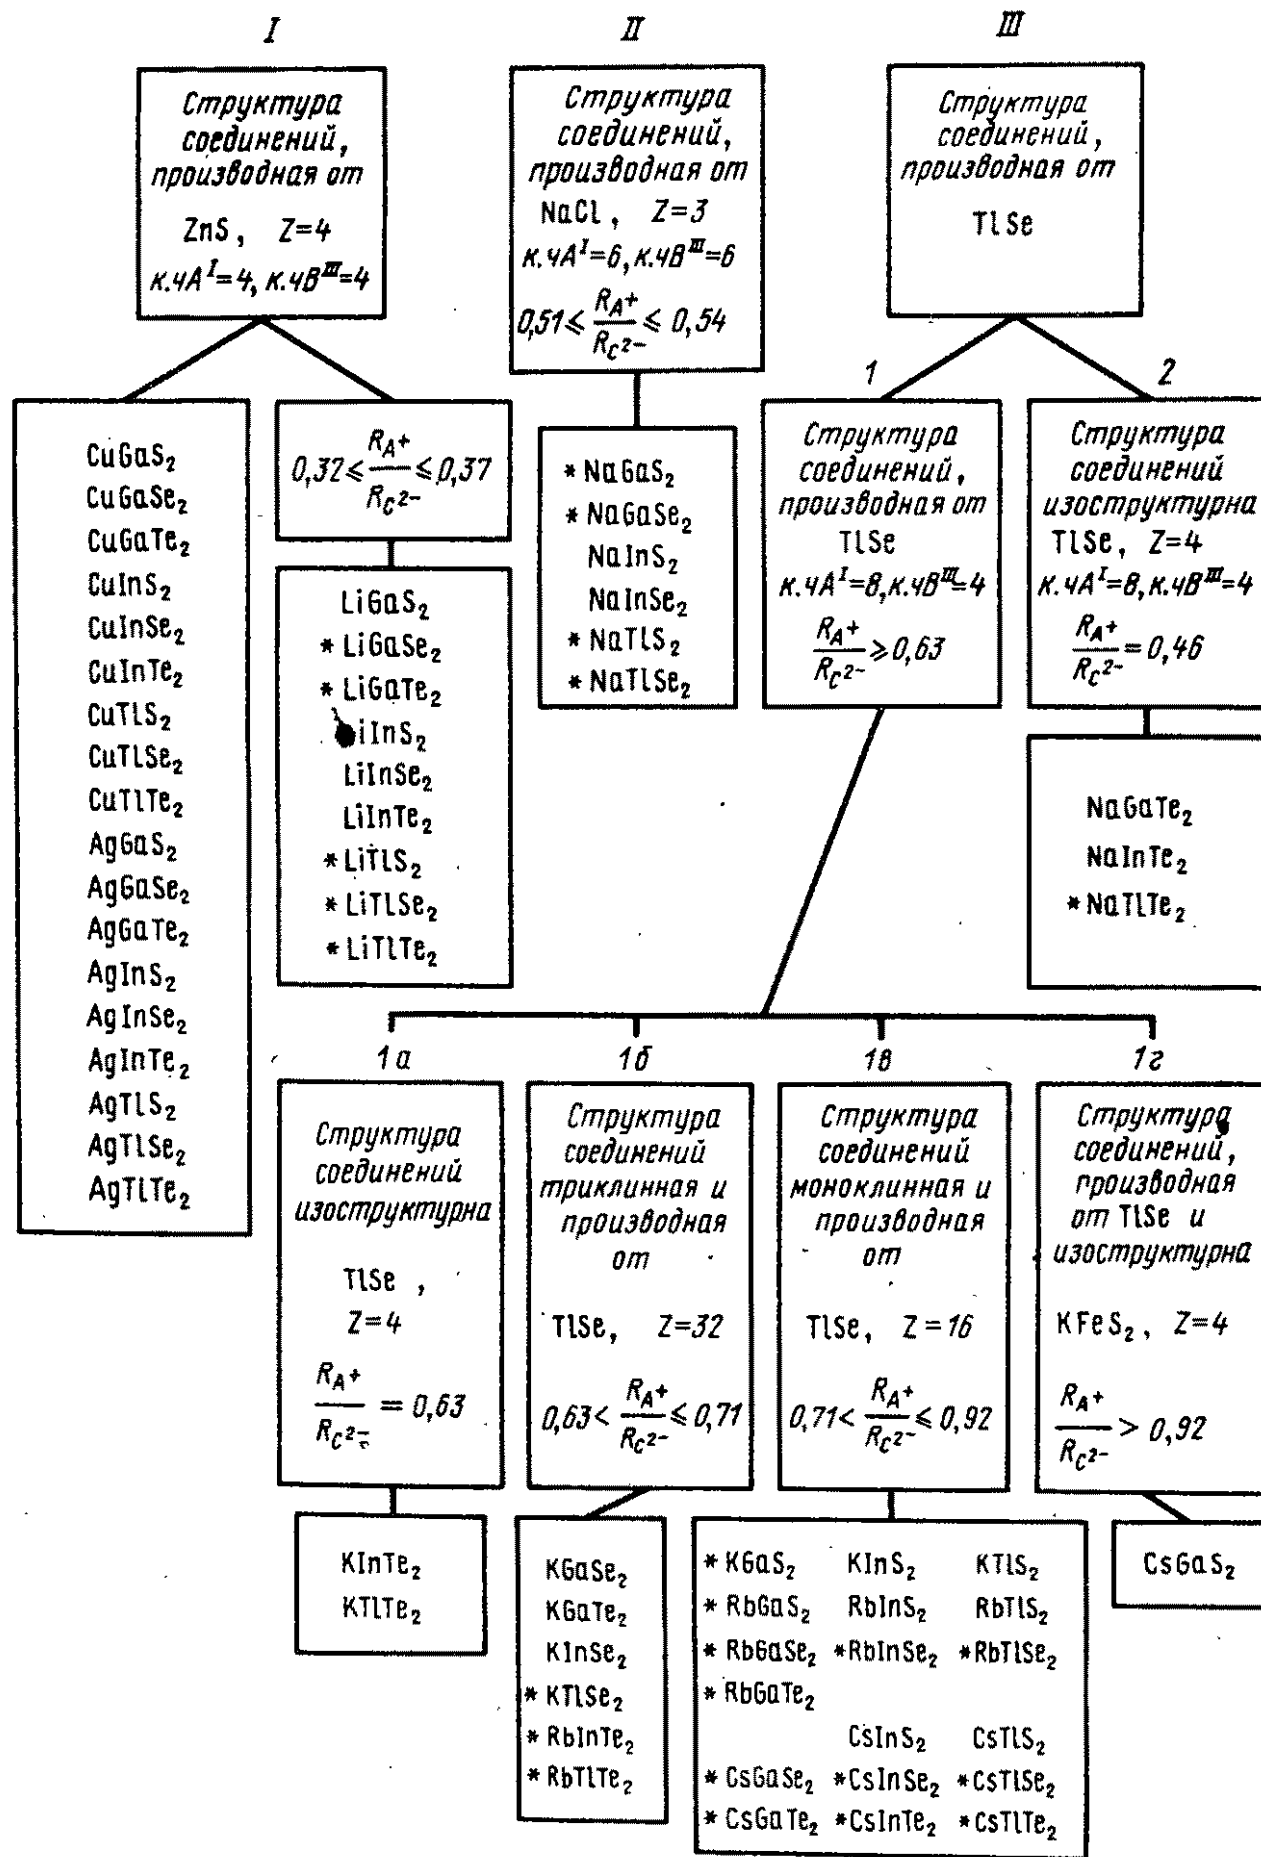 I
II
III
Структура
соединений,
производная от
ZnS, Z=4
к.чA^I=4, к.чB^III=4
Структура
соединений,
производная от
NaCl, Z=3
к.чA^I=6, к.чB^III=6
0,51≤ R_A+/R_C2- ≤ 0,54
Структура
соединений,
производная от
TlSe
CuGaS₂
CuGaSe₂
CuGaTe₂
CuInS₂
CuInSe₂
CuInTe₂
CuTlS₂
CuTlSe₂
CuTlTe₂
AgGaS₂
AgGaSe₂
AgGaTe₂
AgInS₂
AgInSe₂
AgInTe₂
AgTlS₂
AgTlSe₂
AgTlTe₂
0,32≤ R_A+/R_C2- ≤0,37
LiGaS₂
*LiGaSe₂
*LiGaTe₂
iInS₂
LiInSe₂
LiInTe₂
*LiTlS₂
*LiTlSe₂
*LiTlTe₂
*NaGaS₂
*NaGaSe₂
NaInS₂
NaInSe₂
*NaTlS₂
*NaTlSe₂
1
Структура
соединений,
производная от
TlSe
к.чA^I=8, к.чB^III=4
R_A+/R_C2- ≥0,63
2
Структура
соединений
изоструктурна
TlSe, Z=4
к.чA^I=8, к.чB^III=4
R_A+/R_C2- =0,46
NaGaTe₂
NaInTe₂
*NaTlTe₂
1а
Структура
соединений
изоструктурна
TlSe ,
Z=4
R_A+/R_C2- = 0,63
KInTe₂
KTlTe₂
1б
Структура
соединений
триклинная и
производная
от
TlSe, Z=32
0,63< R_A+/R_C2- ≤0,71
KGaSe₂
KGaTe₂
KInSe₂
*KTlSe₂
*RbInTe₂
*RbTlTe₂
1в
Структура
соединений
моноклинная и
производная
от
TlSe, Z=16
0,71< R_A+/R_C2- ≤0,92
*KGaS₂ KInS₂ KTlS₂
*RbGaS₂ RbInS₂ RbTlS₂
*RbGaSe₂ *RbInSe₂ *RbTlSe₂
*RbGaTe₂
CsInS₂ CsTlS₂
*CsGaSe₂ *CsInSe₂ *CsTlSe₂
*CsGaTe₂ *CsInTe₂ *CsTlTe₂
1г
Структура
соединений,
производная
от TlSe и
изоструктурна
KFeS₂, Z=4
R_A+/R_C2- > 0,92
CsGaS₂